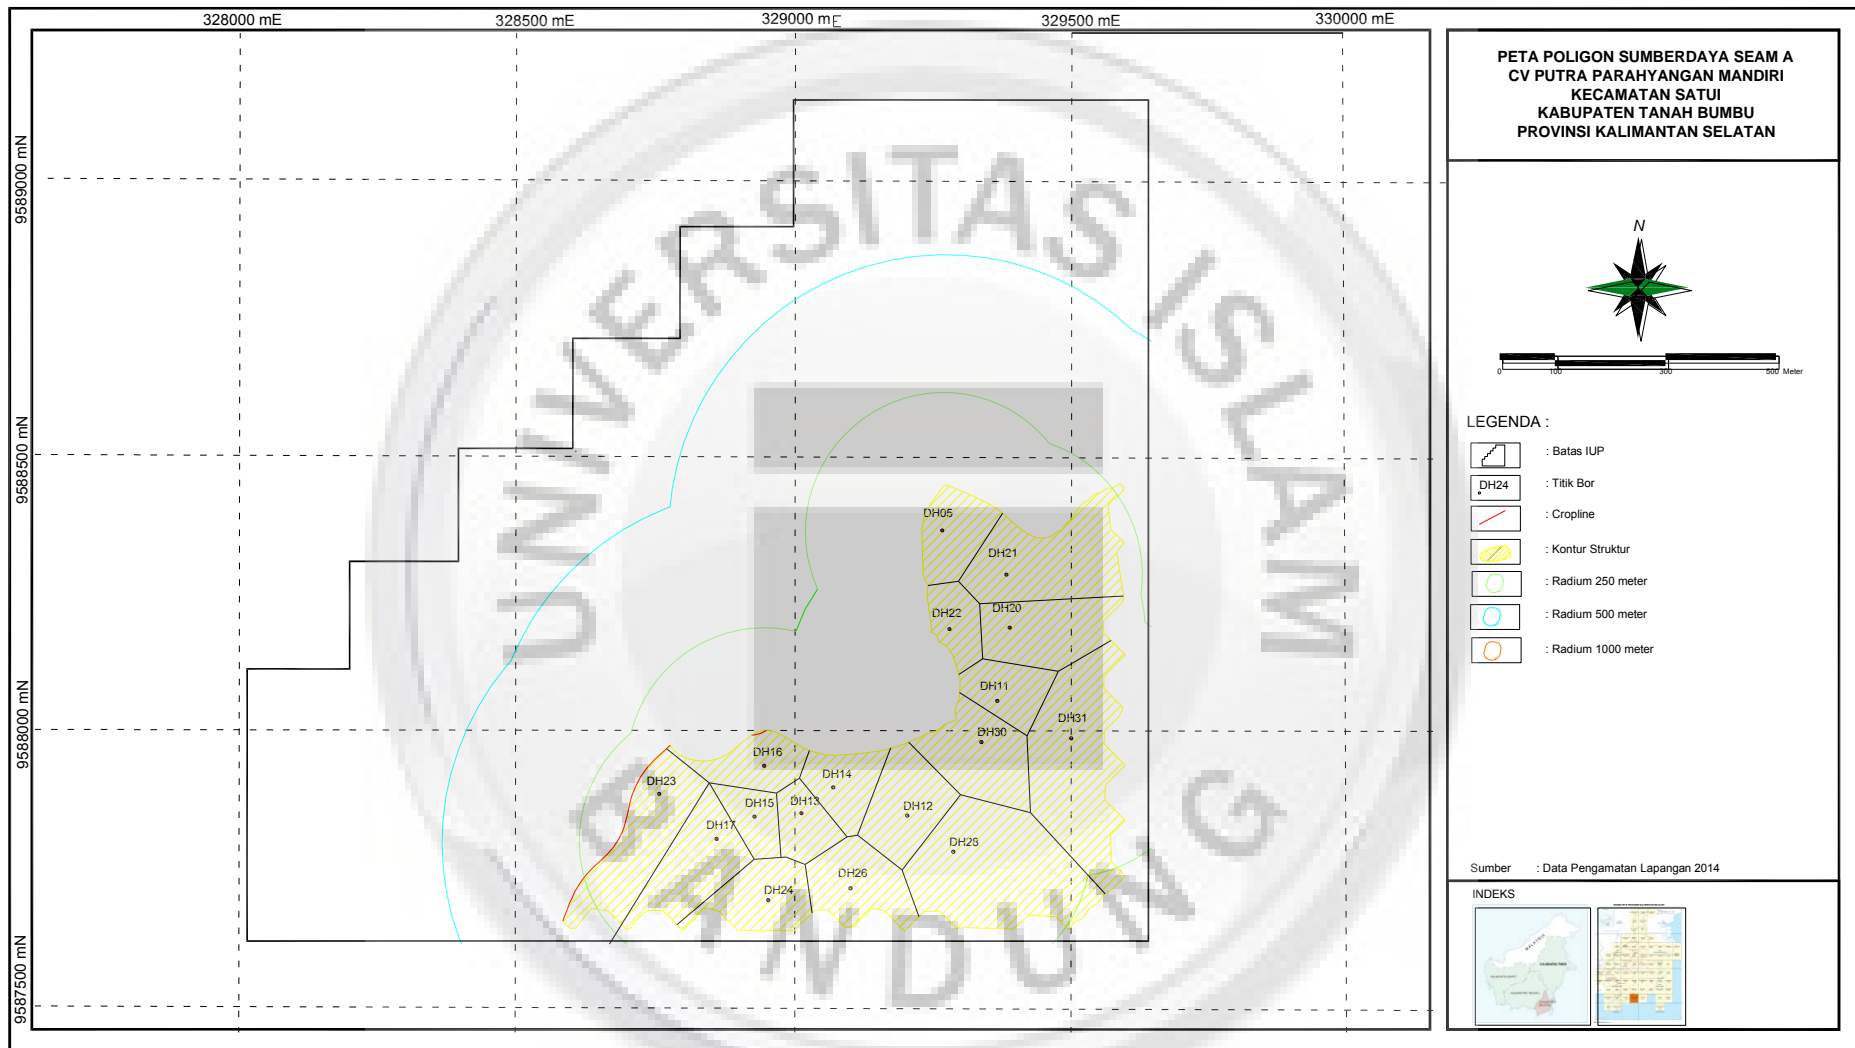 328000 mE
328500 mE
329000 mE
329500 mE
330000 mE
9589000 mN
9588500 mN
9588000 mN
9587500 mN
UNIVERSITAS ISLAM
BANDUNG
DH05
DH21
DH22
DH20
DH11
DH31
DH30
DH16
DH23
DH14
DH15
DH13
DH12
DH17
DH28
DH26
DH24
PETA POLIGON SUMBERDAYA SEAM A
CV PUTRA PARAHYANGAN MANDIRI
KECAMATAN SATUI
KABUPATEN TANAH BUMBU
PROVINSI KALIMANTAN SELATAN
N
0 100 300 500 Meter
LEGENDA :
: Batas IUP
DH24 : Titik Bor
: Cropline
: Kontur Struktur
: Radium 250 meter
: Radium 500 meter
: Radium 1000 meter
Sumber : Data Pengamatan Lapangan 2014
INDEKS
MALAYSIA